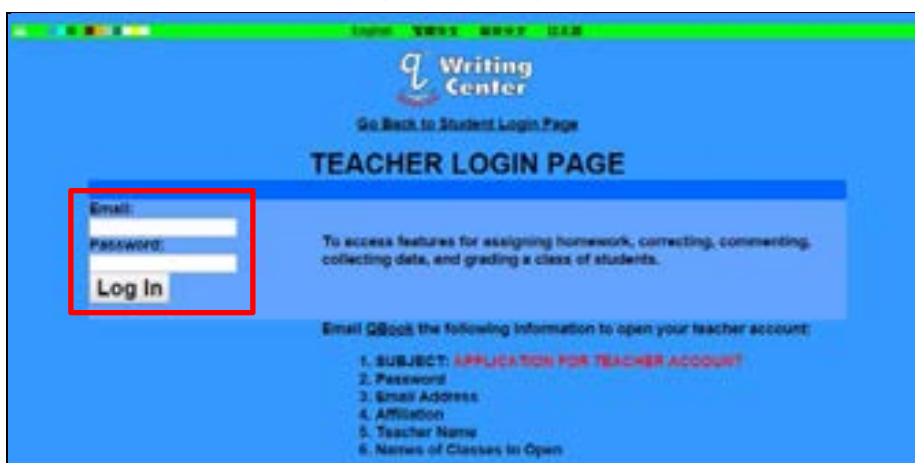 English
Writing
Center
Go Back to Student Login Page
TEACHER LOGIN PAGE
Email:
Password:
Log In
To access features for assigning homework, correcting, commenting,
collecting data, and grading a class of students.
Email QBook the following information to open your teacher account:
1. SUBJECT: APPLICATION FOR TEACHER ACCOUNT
2. Password
3. Email Address
4. Affiliation
5. Teacher Name
6. Names of Classes to Open